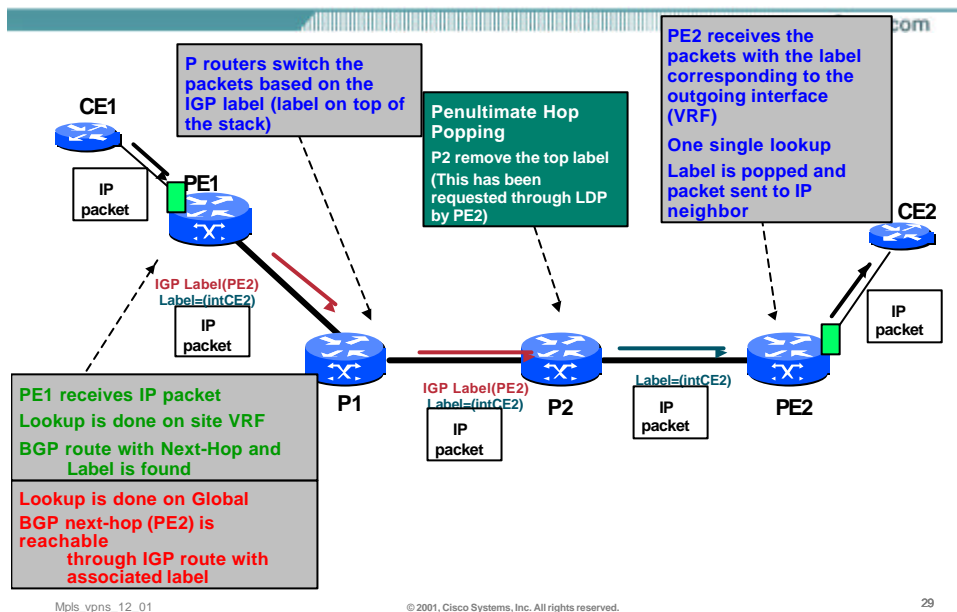 com
P routers switch the
packets based on the
IGP label (label on top of
the stack)
PE2 receives the
packets with the label
corresponding to the
outgoing interface
(VRF)
One single lookup
Label is popped and
packet sent to IP
neighbor
Penultimate Hop
Popping
P2 remove the top label
(This has been
requested through LDP
by PE2)
CE1
IP
packet
PE1
CE2
IP
packet
IGP Label(PE2)
Label=(intCE2)
IP
packet
P1
IGP Label(PE2)
Label=(intCE2)
IP
packet
P2
Label=(intCE2)
IP
packet
PE2
PE1 receives IP packet
Lookup is done on site VRF
BGP route with Next-Hop and
Label is found
Lookup is done on Global
BGP next-hop (PE2) is
reachable
through IGP route with
associated label
Mpls_vpns_12_01
© 2001, Cisco Systems, Inc. All rights reserved.
29